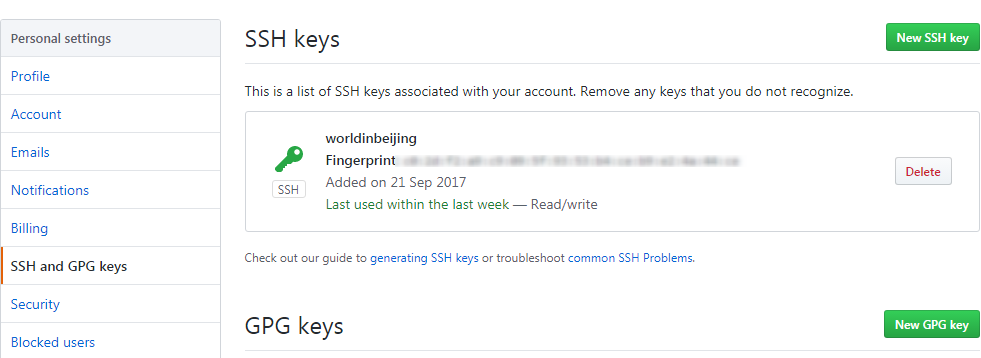 Personal settings
Profile
Account
Emails
Notifications
Billing
SSH and GPG keys
Security
Blocked users
SSH keys
New SSH key
This is a list of SSH keys associated with your account. Remove any keys that you do not recognize.
worldinbeijing
Fingerprint
SSH
Added on 21 Sep 2017
Last used within the last week — Read/write
Delete
Check out our guide to generating SSH keys or troubleshoot common SSH Problems.
GPG keys
New GPG key